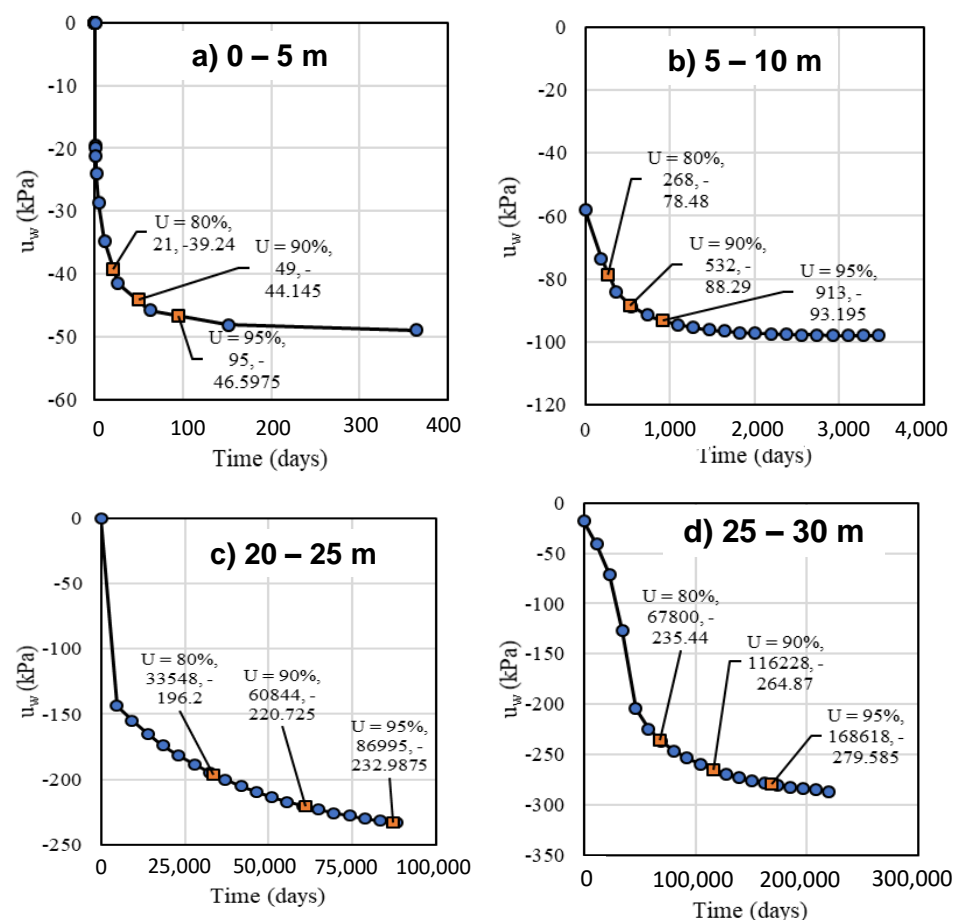 a) 0 – 5 m
0
-10
-20
-30
-40
-50
-60
u_w (kPa)
U = 80%,
21, -39.24
U = 90%,
49, -
44.145
U = 95%,
95, -
46.5975
0 100 200 300 400
Time (days)
b) 5 – 10 m
0
-20
-40
-60
-80
-100
-120
u_w (kPa)
U = 80%,
268, -
78.48
U = 90%,
532, -
88.29
U = 95%,
913, -
93.195
0 1,000 2,000 3,000 4,000
Time (days)
c) 20 – 25 m
0
-50
-100
-150
-200
-250
u_w (kPa)
U = 80%,
33548, -
196.2
U = 90%,
60844, -
220.725
U = 95%,
86995, -
232.9875
0 25,000 50,000 75,000 100,000
Time (days)
d) 25 – 30 m
0
-50
-100
-150
-200
-250
-300
-350
u_w (kPa)
U = 80%,
67800, -
235.44
U = 90%,
116228, -
264.87
U = 95%,
168618, -
279.585
0 100,000 200,000 300,000
Time (days)